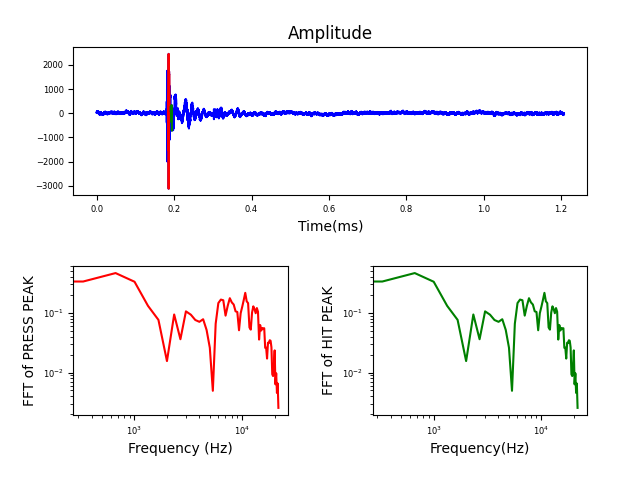 Amplitude
2000
1000
0
−1000
−2000
−3000
0.0 0.2 0.4 0.6 0.8 1.0 1.2
Time(ms)
FFT of PRESS PEAK
10⁻¹
10⁻²
10³ 10⁴
Frequency (Hz)
FFT of HIT PEAK
10⁻¹
10⁻²
10³ 10⁴
Frequency(Hz)